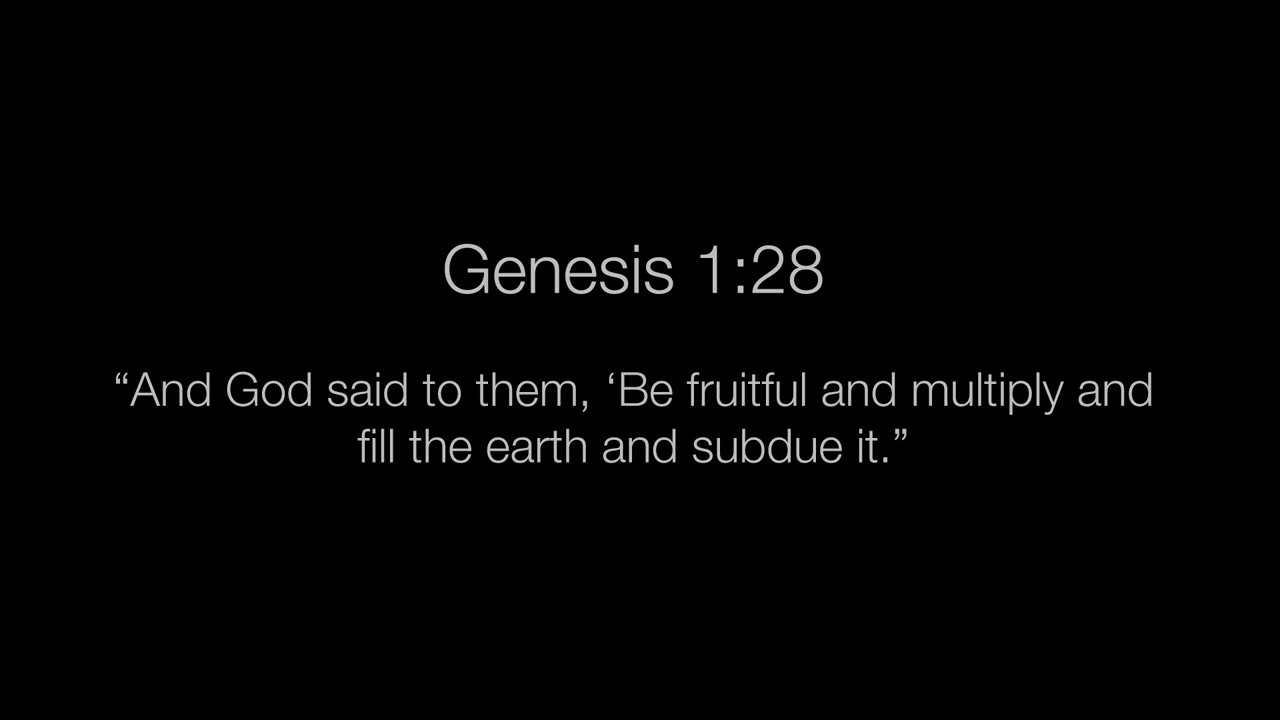 Genesis 1:28
“And God said to them, ‘Be fruitful and multiply and
fill the earth and subdue it.”